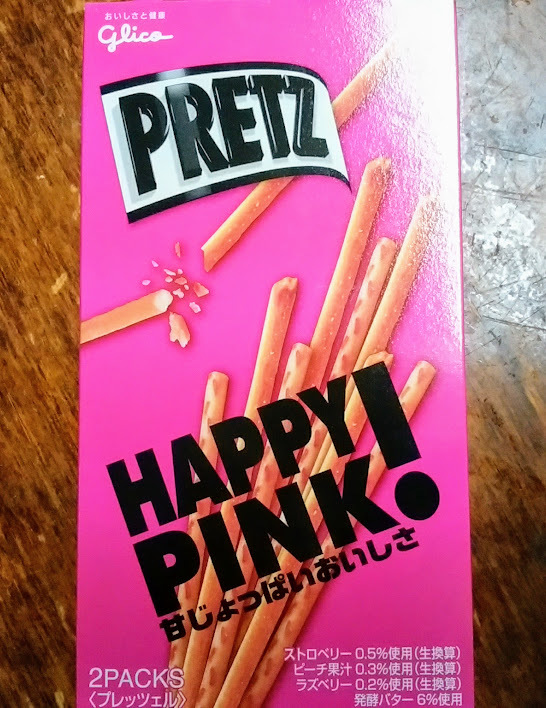 おいしさと健康
glico
PRETZ
HAPPY
PINK!
甘じょっぱいおいしさ
2PACKS
〈プレッツェル〉
ストロベリー 0.5%使用(生換算)
ピーチ果汁 0.3%使用(生換算)
ラズベリー 0.2%使用(生換算)
発酵バター 6%使用